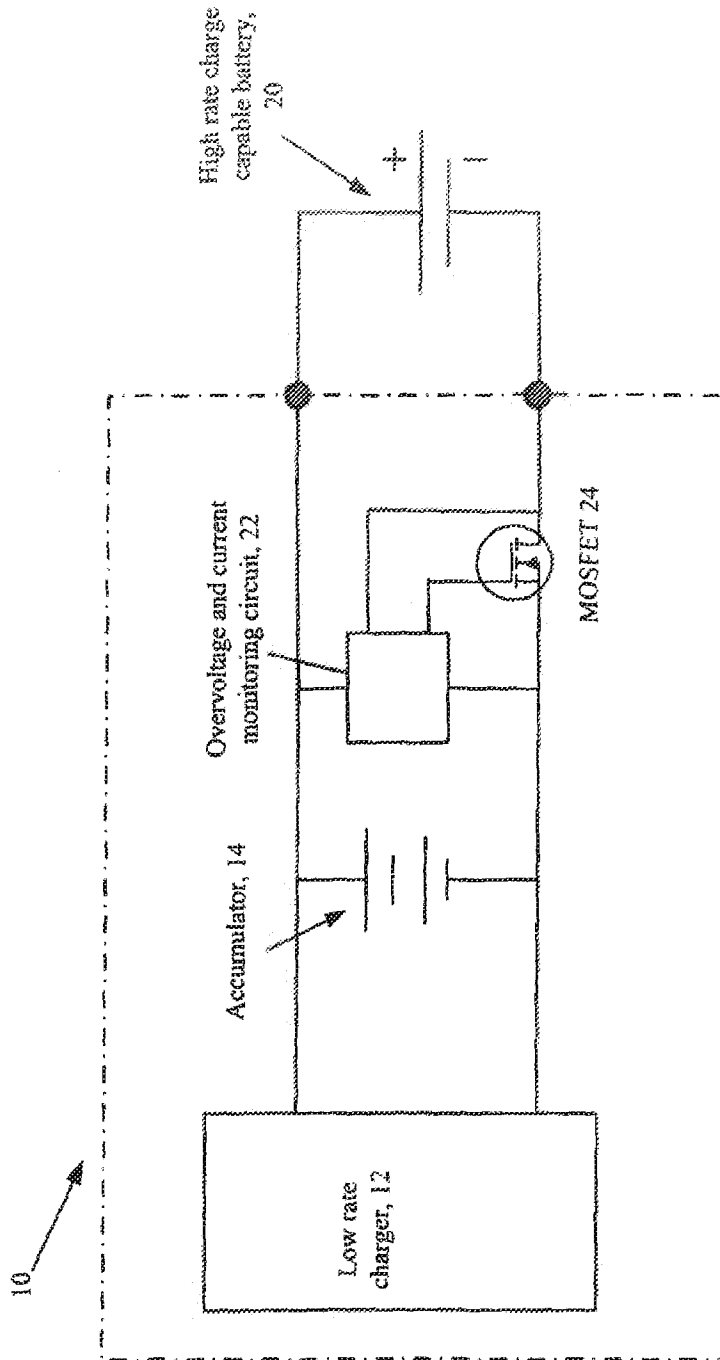 10
Low rate
charger, 12
Accumulator, 14
Overvoltage and current
monitoring circuit, 22
MOSFET 24
High rate charge
capable battery,
20
+
−